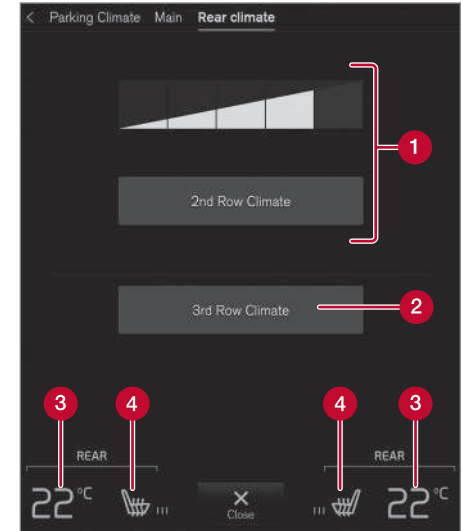 < Parking Climate Main Rear climate
1
2nd Row Climate
3rd Row Climate 2
3 4 4 3
REAR REAR
22°C 22°C
Close